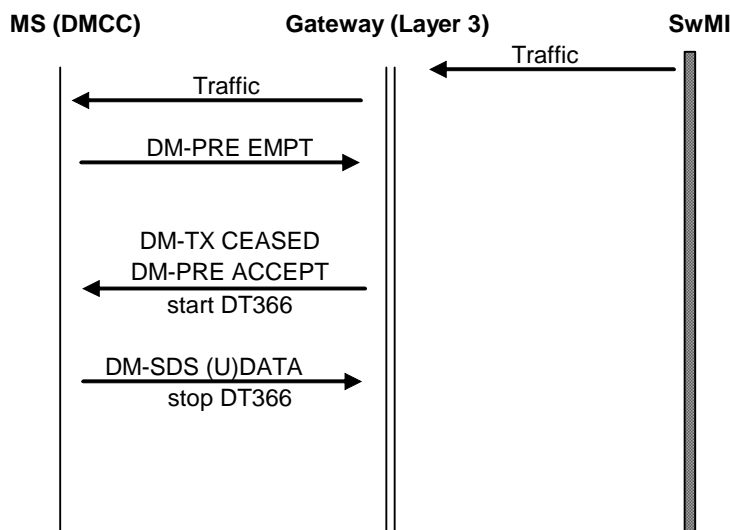 MS (DMCC) Gateway (Layer 3) SwMI
Traffic
Traffic
DM-PRE EMPT
DM-TX CEASED
DM-PRE ACCEPT
start DT366
DM-SDS (U)DATA
stop DT366